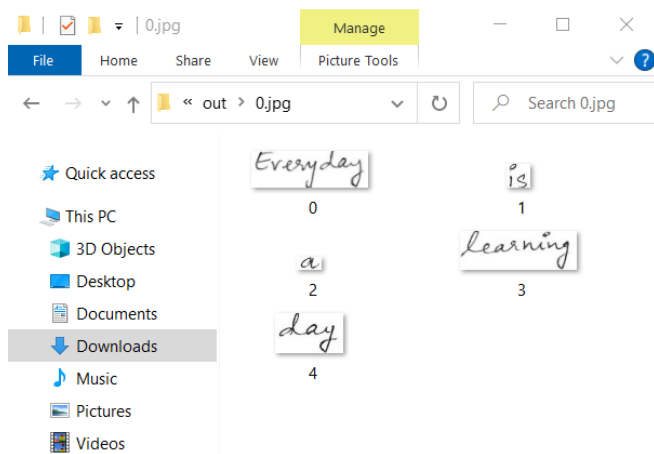 0.jpg
Manage
File Home Share View Picture Tools
« out > 0.jpg
Search 0.jpg
Quick access
This PC
3D Objects
Desktop
Documents
Downloads
Music
Pictures
Videos
Everyday
0
is
1
a
2
learning
3
day
4